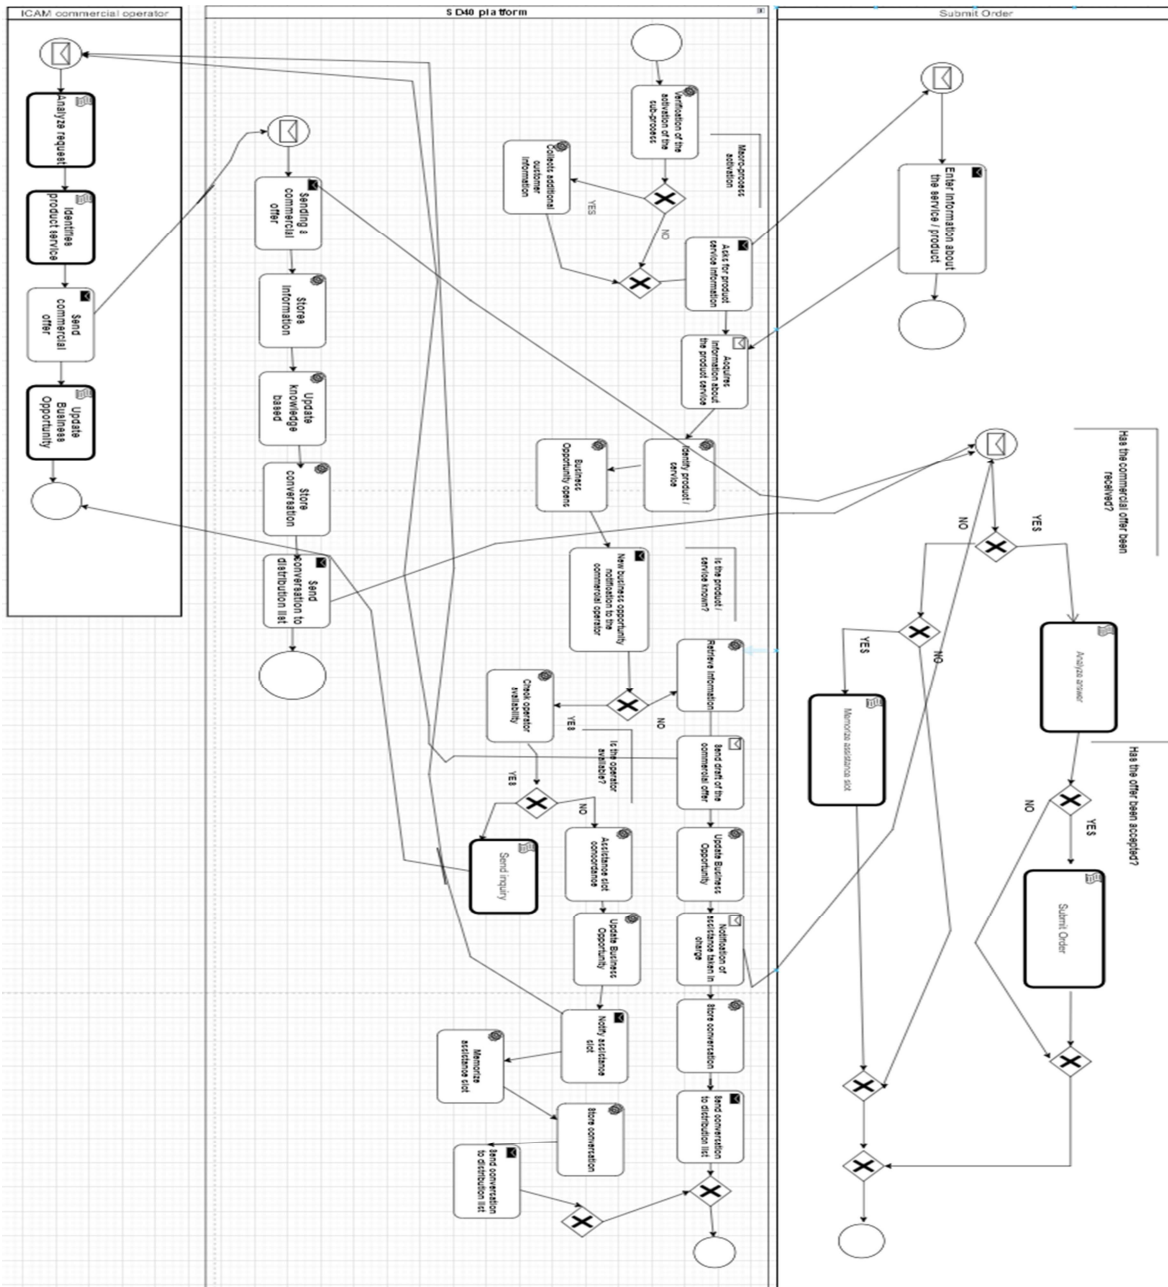 ICAM commercial operator
Analyze request
Identifies
product service
Send
commercial
offer
Update
Business
Opportunity
SD40 platform
Sending a
commercial
offer
Stores
Information
Update
knowledge
based
Store
conversation
Send
conversation to
distribution list
Verification of the
activation of the
sub-process
Macro-process
activation
Collects additional
customer
information
YES
NO
Asks for product
service information
Acquires
information about
the product service
Identify product /
service
Business
Opportunity opens
New business opportunity
notification to the
commercial operator
Is the product /
service known?
Retrieve information
NO
YES
Check operator
availability
Is the operator
available?
YES
NO
Send inquiry
Assistance slot
concordance
Update Business
Opportunity
Notify assistance
slot
Memorize
assistance slot
Store conversation
Send conversation
to distribution list
Send draft of the
commercial offer
Update Business
Opportunity
Notification of
assistance taken in
charge
Store conversation
Send conversation
to distribution list
Submit Order
Enter information about
the service / product
Has the commercial offer been
received?
YES
NO
YES
NO
Analyze answer
Memorize assistance slot
Has the offer been accepted?
YES
NO
Submit Order